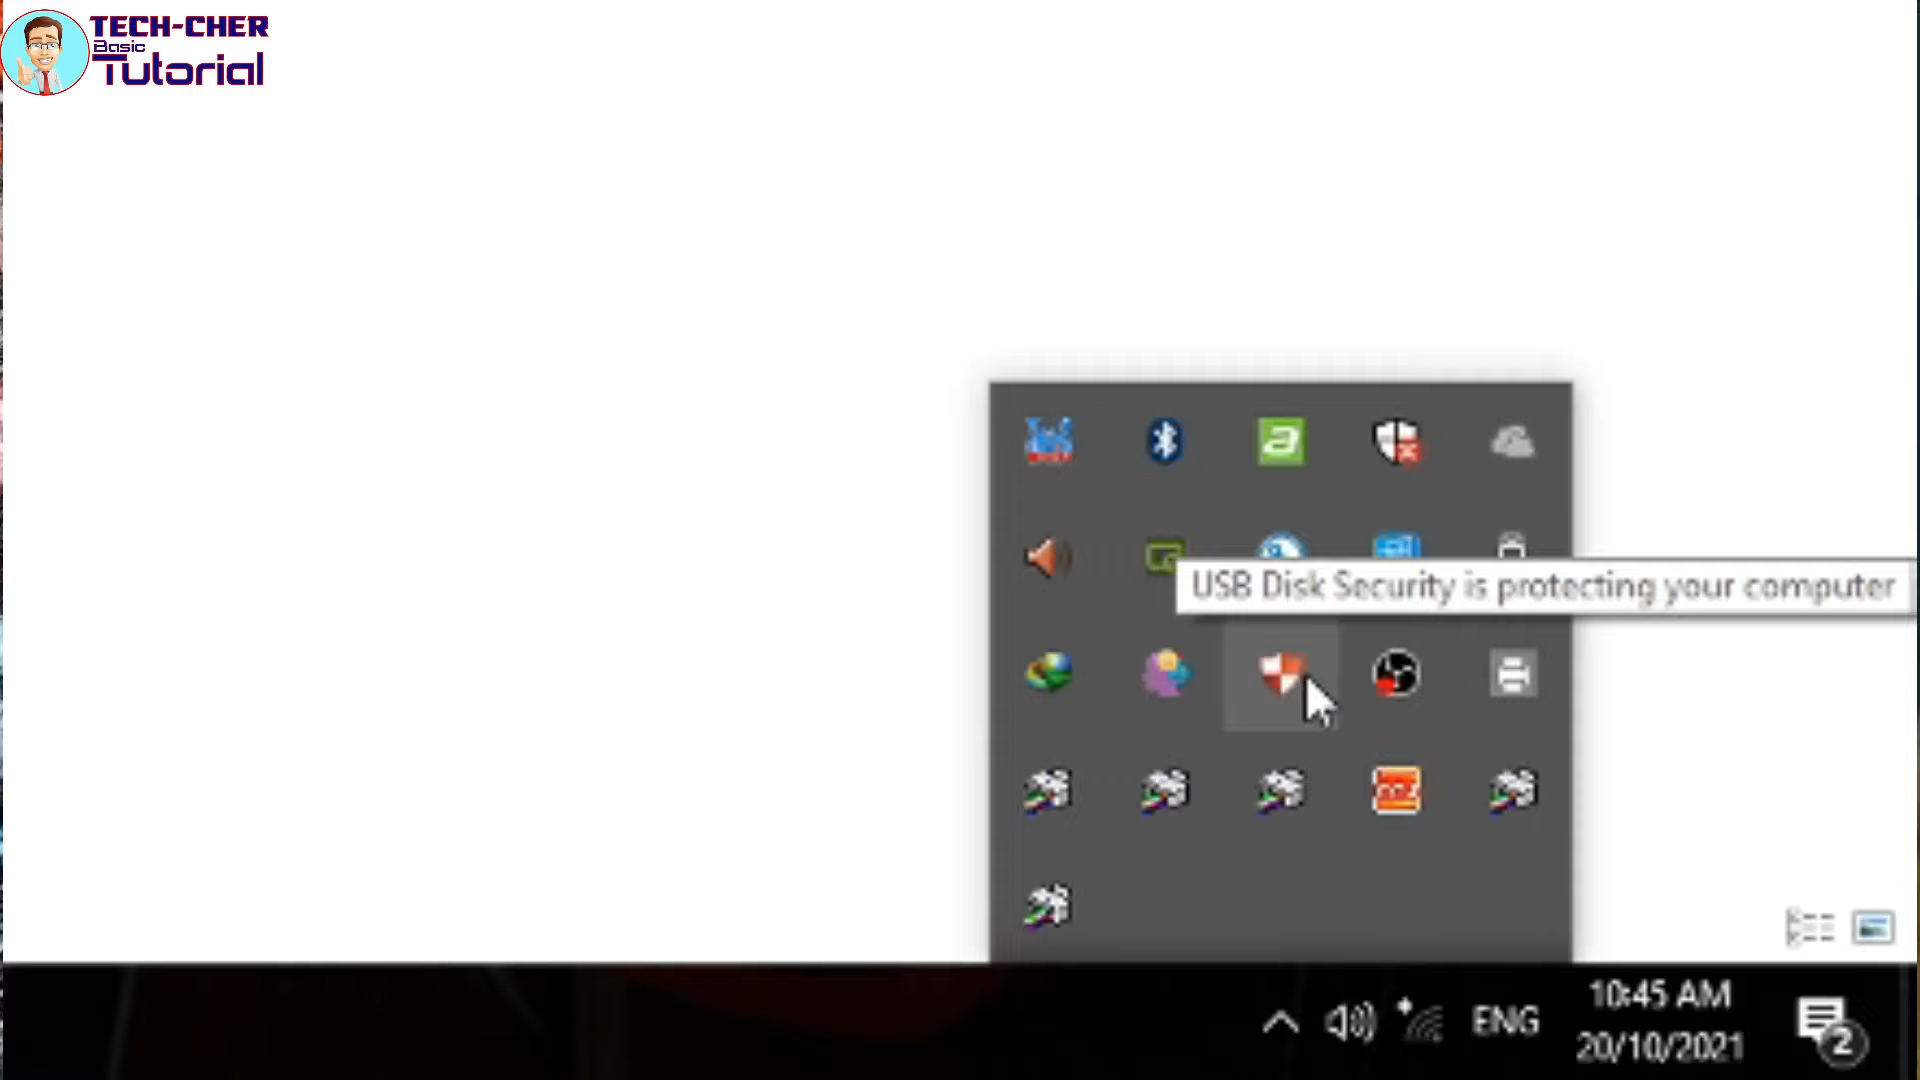 TECH-CHER
Basic
Tutorial
USB Disk Security is protecting your computer
ENG
10:45 AM
20/10/2021
2